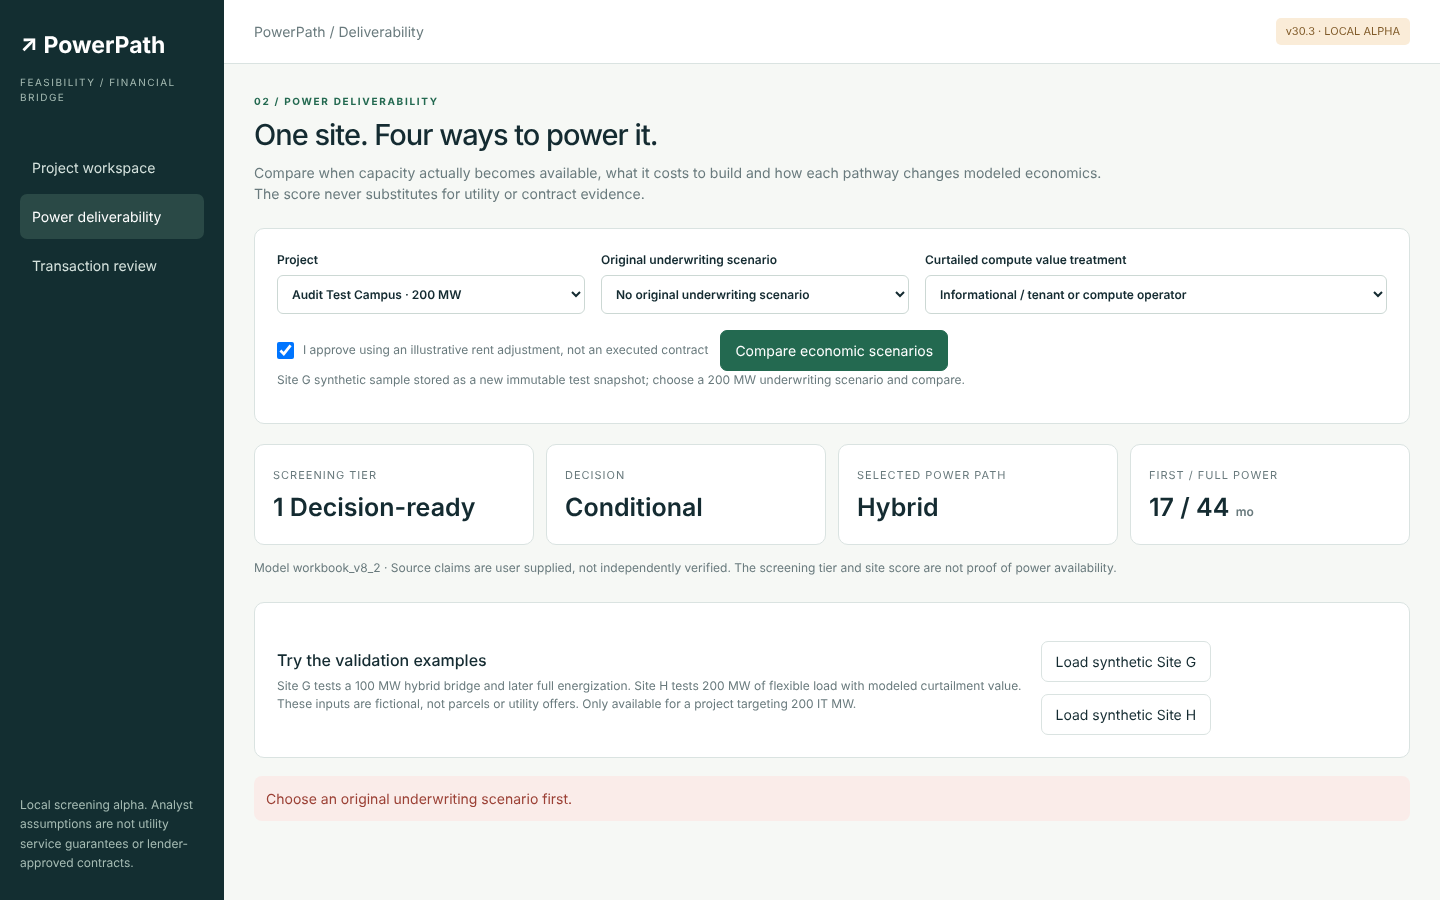 PowerPath
FEASIBILITY / FINANCIAL
BRIDGE
Project workspace
Power deliverability
Transaction review
Local screening alpha. Analyst
assumptions are not utility
service guarantees or lender-
approved contracts.
PowerPath / Deliverability
v30.3 · LOCAL ALPHA
02 / POWER DELIVERABILITY
One site. Four ways to power it.
Compare when capacity actually becomes available, what it costs to build and how each pathway changes modeled economics.
The score never substitutes for utility or contract evidence.
Project
Original underwriting scenario
Curtailed compute value treatment
Audit Test Campus · 200 MW
No original underwriting scenario
Informational / tenant or compute operator
I approve using an illustrative rent adjustment, not an executed contract
Compare economic scenarios
Site G synthetic sample stored as a new immutable test snapshot; choose a 200 MW underwriting scenario and compare.
SCREENING TIER
1 Decision-ready
DECISION
Conditional
SELECTED POWER PATH
Hybrid
FIRST / FULL POWER
17 / 44 mo
Model workbook_v8_2 · Source claims are user supplied, not independently verified. The screening tier and site score are not proof of power availability.
Try the validation examples
Site G tests a 100 MW hybrid bridge and later full energization. Site H tests 200 MW of flexible load with modeled curtailment value.
These inputs are fictional, not parcels or utility offers. Only available for a project targeting 200 IT MW.
Load synthetic Site G
Load synthetic Site H
Choose an original underwriting scenario first.